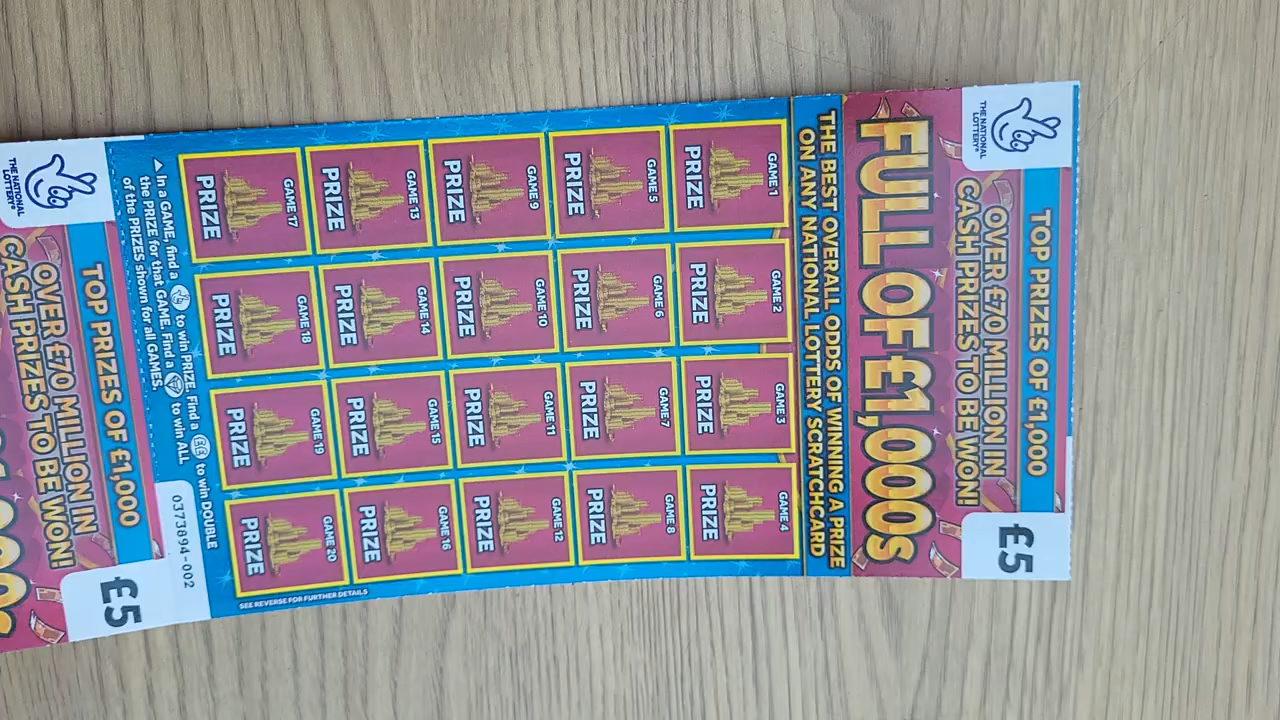 THE NATIONAL
LOTTERY®
TOP PRIZES OF £1,000
OVER £70 MILLION IN
CASH PRIZES TO BE WON!
£5
FULL OF £1,000s
THE BEST OVERALL ODDS OF WINNING A PRIZE
ON ANY NATIONAL LOTTERY SCRATCHCARD
GAME 1 GAME 2 GAME 3 GAME 4
PRIZE PRIZE PRIZE PRIZE
GAME 5 GAME 6 GAME 7 GAME 8
PRIZE PRIZE PRIZE PRIZE
GAME 9 GAME 10 GAME 11 GAME 12
PRIZE PRIZE PRIZE PRIZE
GAME 13 GAME 14 GAME 15 GAME 16
PRIZE PRIZE PRIZE PRIZE
GAME 17 GAME 18 GAME 19 GAME 20
PRIZE PRIZE PRIZE PRIZE
SEE REVERSE FOR FURTHER DETAILS
In a GAME, find a to win PRIZE. Find a ££ to win DOUBLE
the PRIZE for that GAME. Find a to win ALL
of the PRIZES shown for all GAMES.
0373894-002
THE NATIONAL
LOTTERY®
TOP PRIZES OF £1,000
OVER £70 MILLION IN
CASH PRIZES TO BE WON!
£5